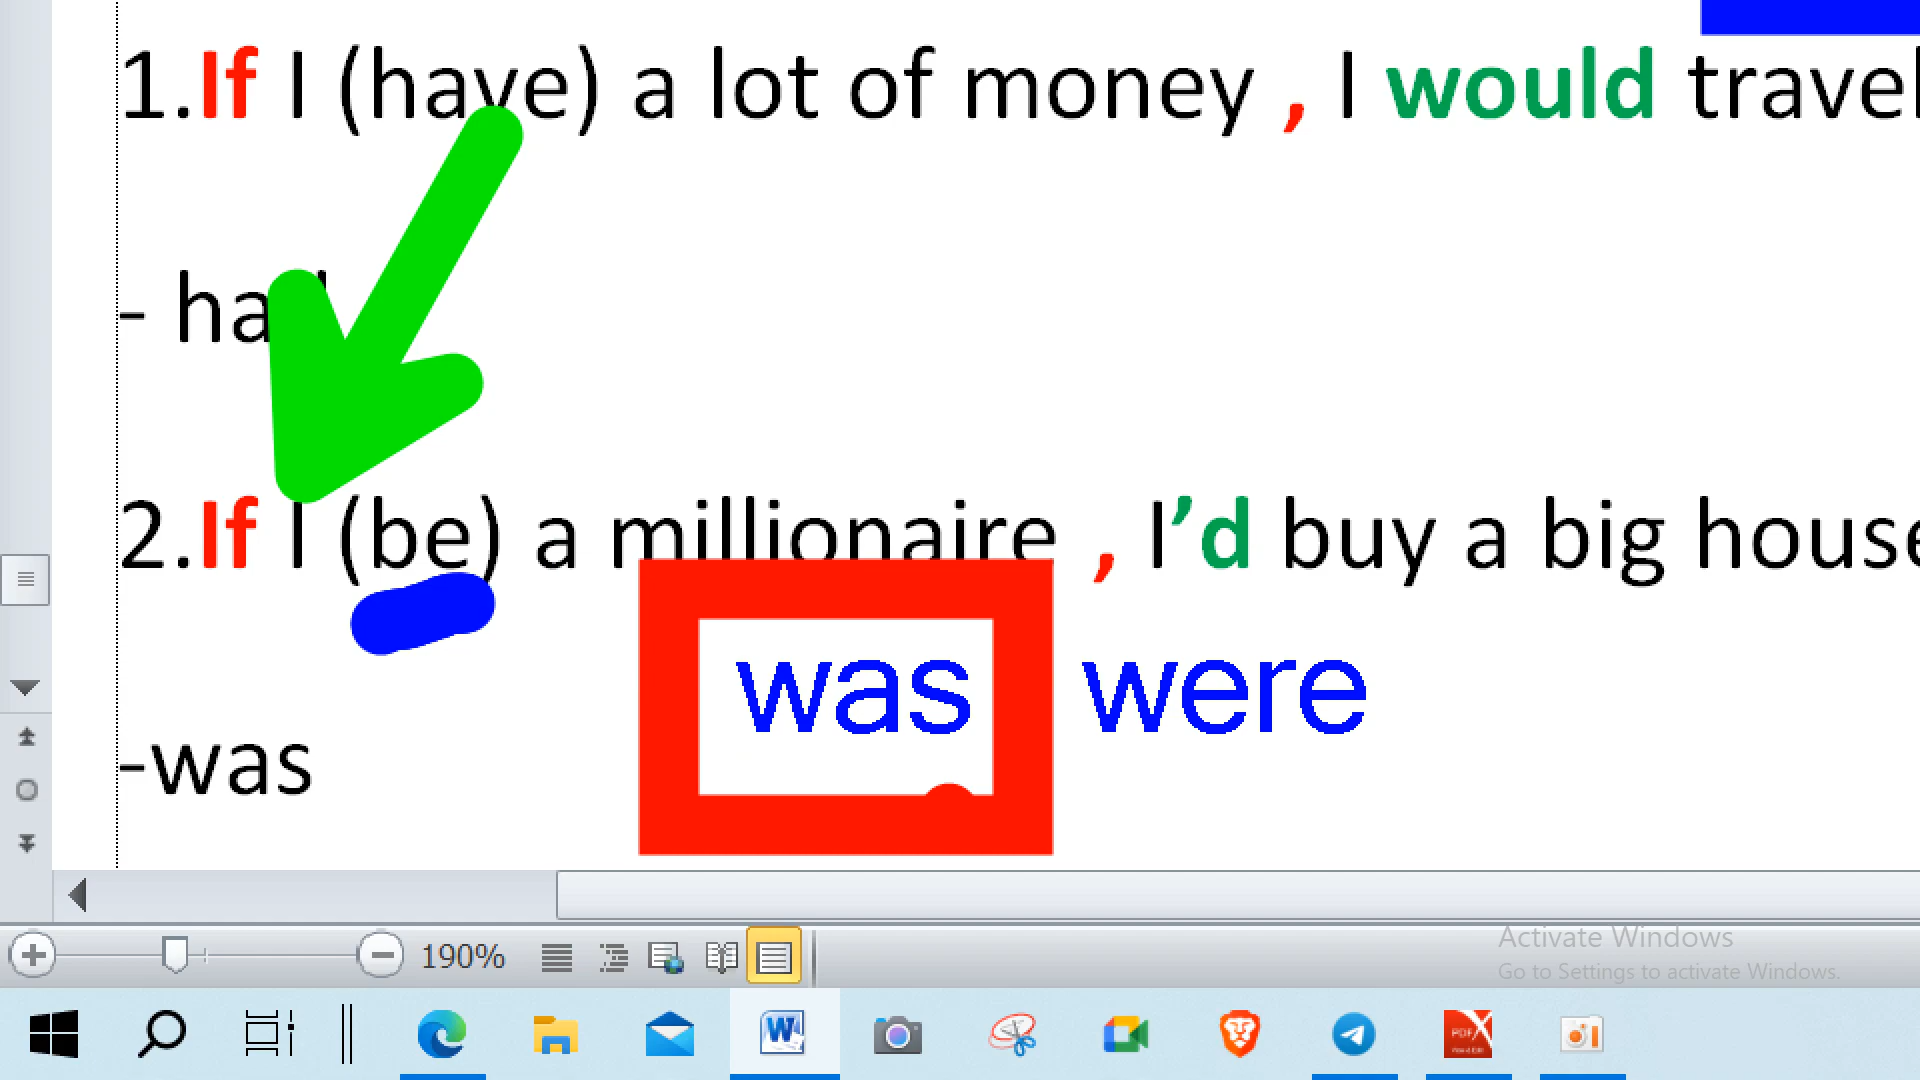 1.If I (have) a lot of money , I would travel
- had
2.If I (be) a millionaire , I’d buy a big house
was were
-was
190%
Activate Windows
Go to Settings to activate Windows.